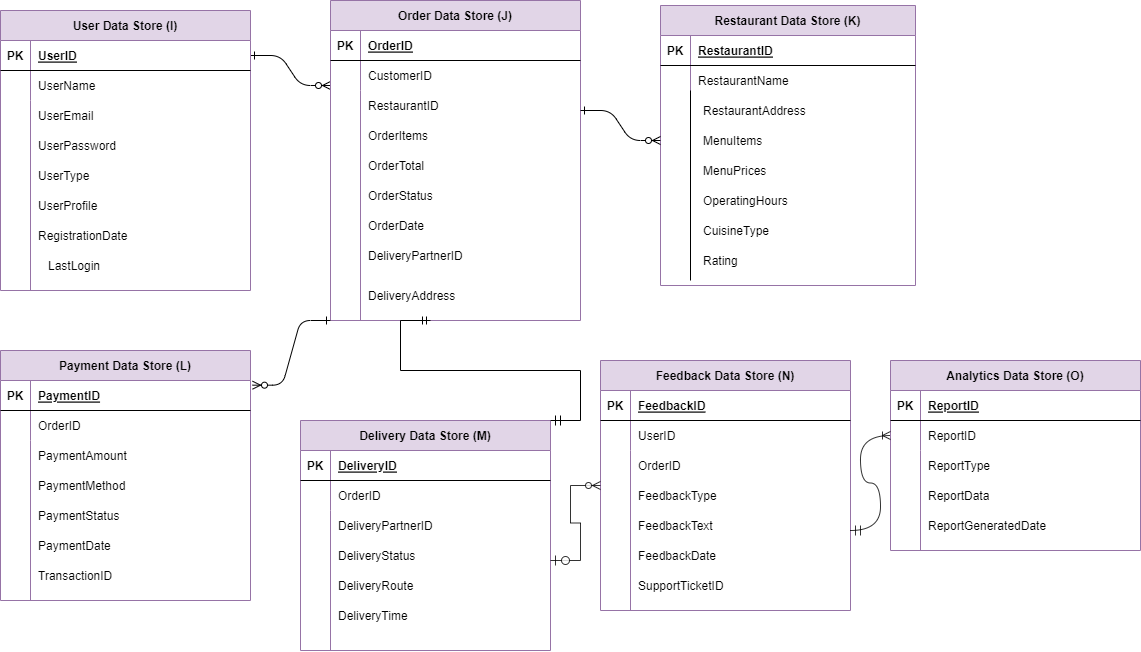 User Data Store (I)
PK UserID
UserName
UserEmail
UserPassword
UserType
UserProfile
RegistrationDate
LastLogin
Order Data Store (J)
PK OrderID
CustomerID
RestaurantID
OrderItems
OrderTotal
OrderStatus
OrderDate
DeliveryPartnerID
DeliveryAddress
Restaurant Data Store (K)
PK RestaurantID
RestaurantName
RestaurantAddress
MenuItems
MenuPrices
OperatingHours
CuisineType
Rating
Payment Data Store (L)
PK PaymentID
OrderID
PaymentAmount
PaymentMethod
PaymentStatus
PaymentDate
TransactionID
Delivery Data Store (M)
PK DeliveryID
OrderID
DeliveryPartnerID
DeliveryStatus
DeliveryRoute
DeliveryTime
Feedback Data Store (N)
PK FeedbackID
UserID
OrderID
FeedbackType
FeedbackText
FeedbackDate
SupportTicketID
Analytics Data Store (O)
PK ReportID
ReportID
ReportType
ReportData
ReportGeneratedDate